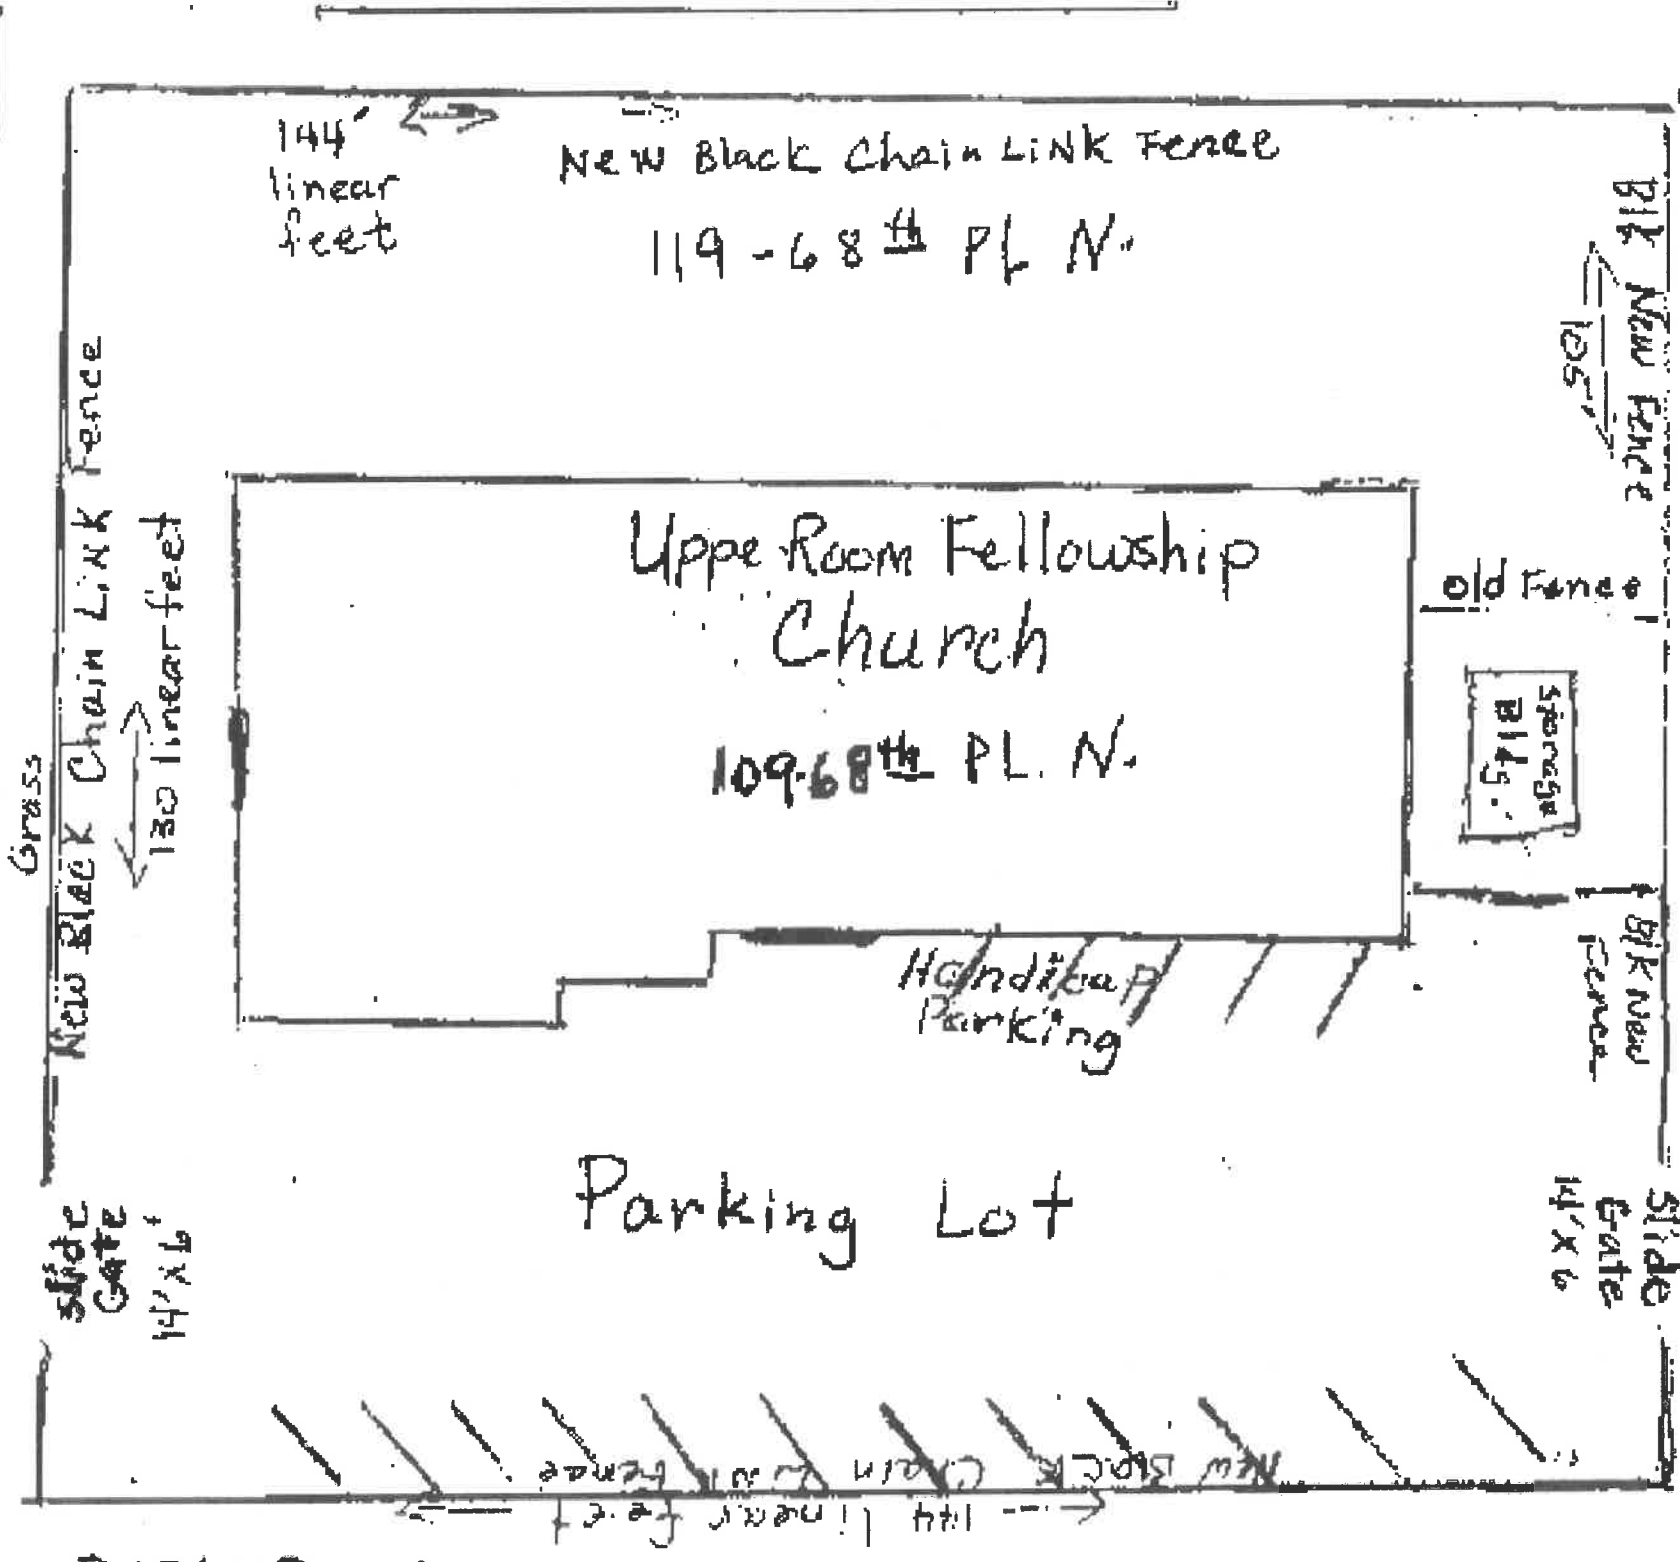 144'
linear
feet
New Black Chain Link Fence
119-68th PL N.
Blk New Fence
105'
New Black Chain Link Fence
130 linear feet
Grass
Uppe Room Fellowship
Church
109-68th PL. N.
old Fence
storage
Bldg.
Handicap
Parking
Blk New
Fence
Parking Lot
Slide
Gate
14'x6'
Slide
Gate
14'x6
New Black Chain Link Fence
144 linear feet